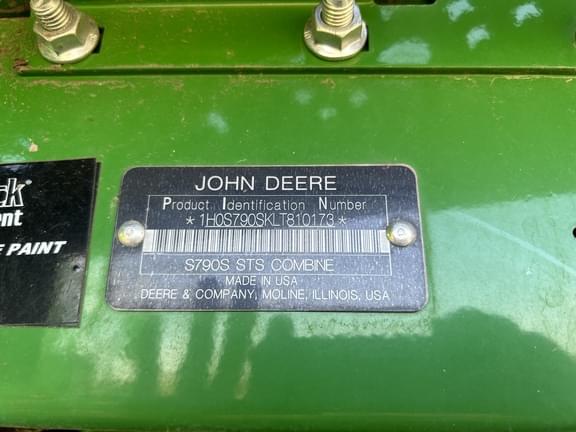 JOHN DEERE
Product Identification Number
*1H0S790SKLT810173*
S790S STS COMBINE
MADE IN USA
DEERE & COMPANY, MOLINE, ILLINOIS, USA
PAINT